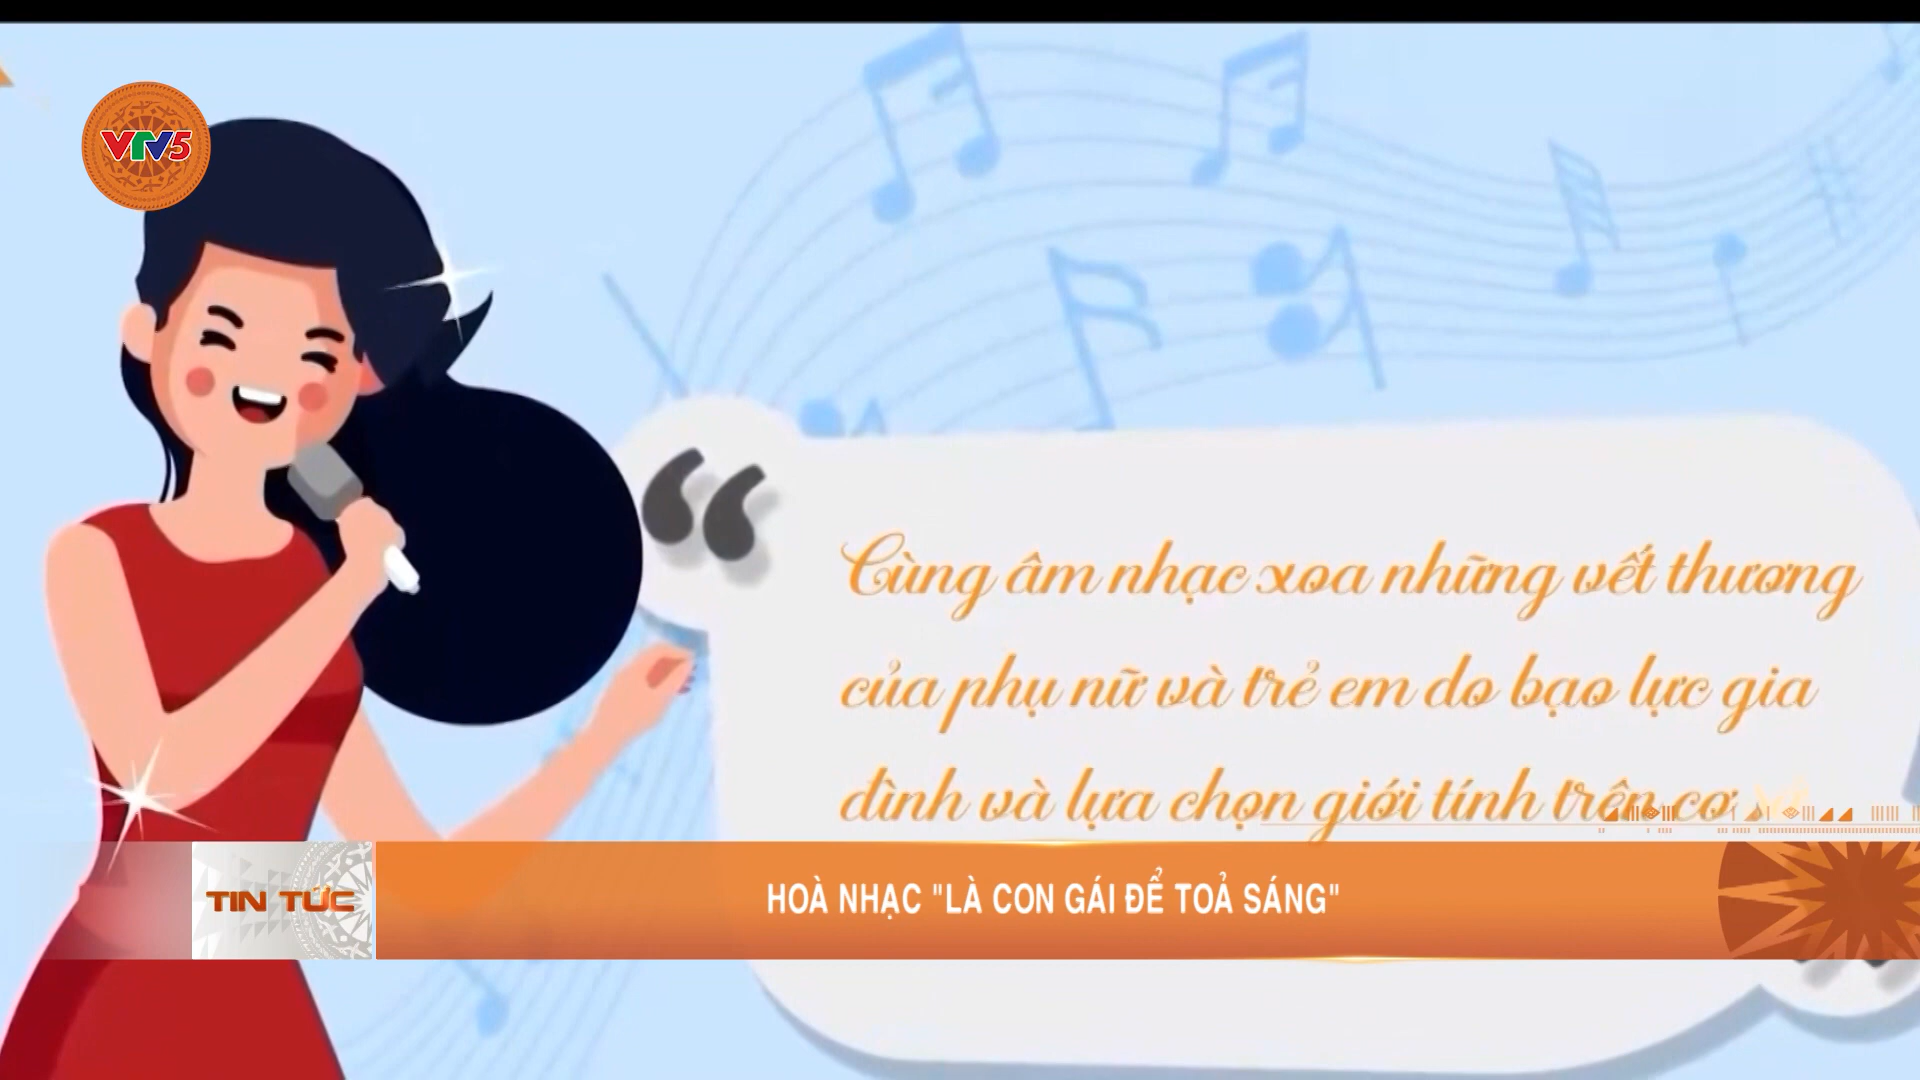 VTV5
Cùng âm nhạc xoa những vết thương
của phụ nữ và trẻ em do bạo lực gia
đình và lựa chọn giới tính trên cơ
TIN TỨC
HOÀ NHẠC "LÀ CON GÁI ĐỂ TOẢ SÁNG"